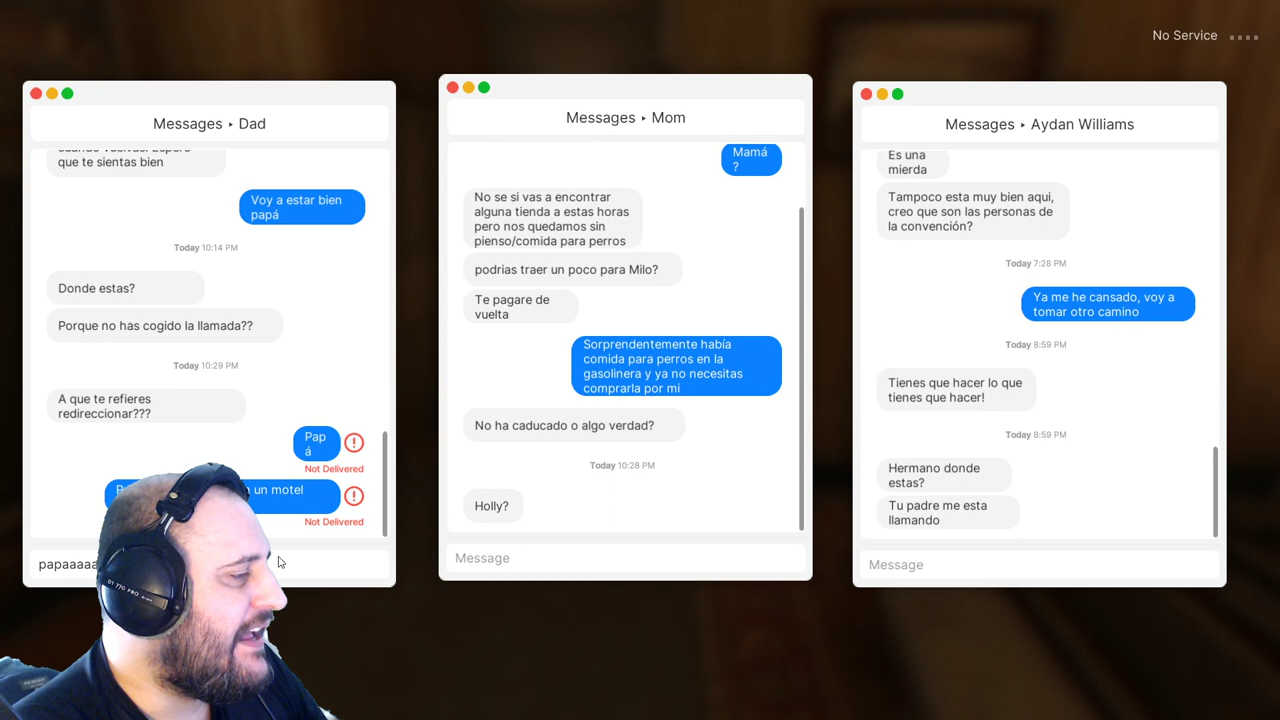 No Service
Messages ‣ Dad
que te sientas bien
Voy a estar bien
papá
Today 10:14 PM
Donde estas?
Porque no has cogido la llamada??
Today 10:29 PM
A que te refieres
redireccionar???
Pap
á
Not Delivered
un motel
Not Delivered
Messages ‣ Mom
Mamá
?
No se si vas a encontrar
alguna tienda a estas horas
pero nos quedamos sin
pienso/comida para perros
podrias traer un poco para Milo?
Te pagare de
vuelta
Sorprendentemente había
comida para perros en la
gasolinera y ya no necesitas
comprarla por mi
No ha caducado o algo verdad?
Today 10:28 PM
Holly?
Message
Messages ‣ Aydan Williams
Es una
mierda
Tampoco esta muy bien aqui,
creo que son las personas de
la convención?
Today 7:28 PM
Ya me he cansado, voy a
tomar otro camino
Today 8:59 PM
Tienes que hacer lo que
tienes que hacer!
Today 8:59 PM
Hermano donde
estas?
Tu padre me esta
llamando
Message
DT 770 PRO